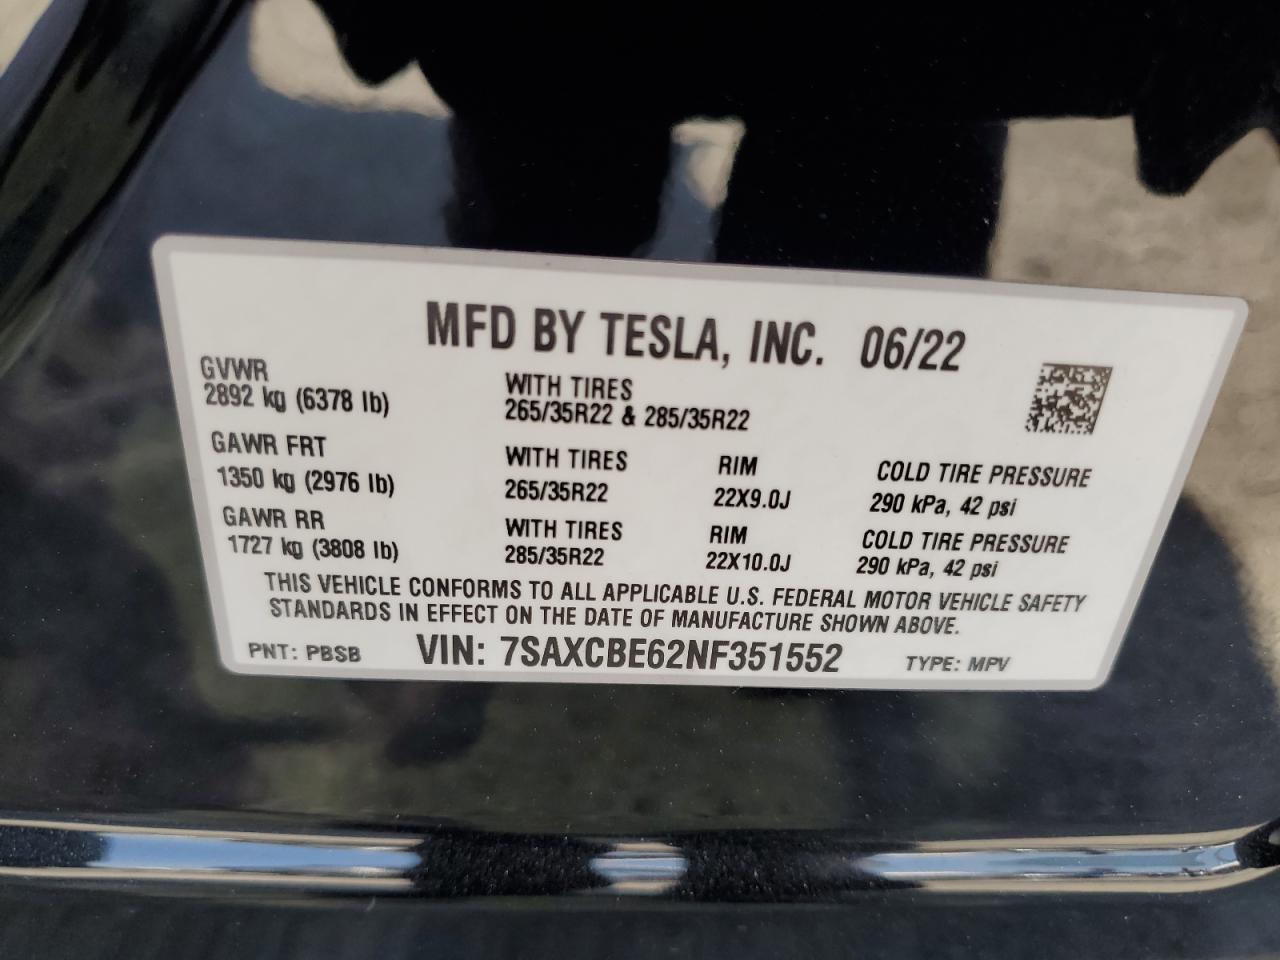 MFD BY TESLA, INC. 06/22
GVWR
2892 kg (6378 lb)
WITH TIRES
265/35R22 & 285/35R22
GAWR FRT
1350 kg (2976 lb)
WITH TIRES
265/35R22
RIM
22X9.0J
COLD TIRE PRESSURE
290 kPa, 42 psi
GAWR RR
1727 kg (3808 lb)
WITH TIRES
285/35R22
RIM
22X10.0J
COLD TIRE PRESSURE
290 kPa, 42 psi
THIS VEHICLE CONFORMS TO ALL APPLICABLE U.S. FEDERAL MOTOR VEHICLE SAFETY
STANDARDS IN EFFECT ON THE DATE OF MANUFACTURE SHOWN ABOVE.
PNT: PBSB VIN: 7SAXCBE62NF351552 TYPE: MPV